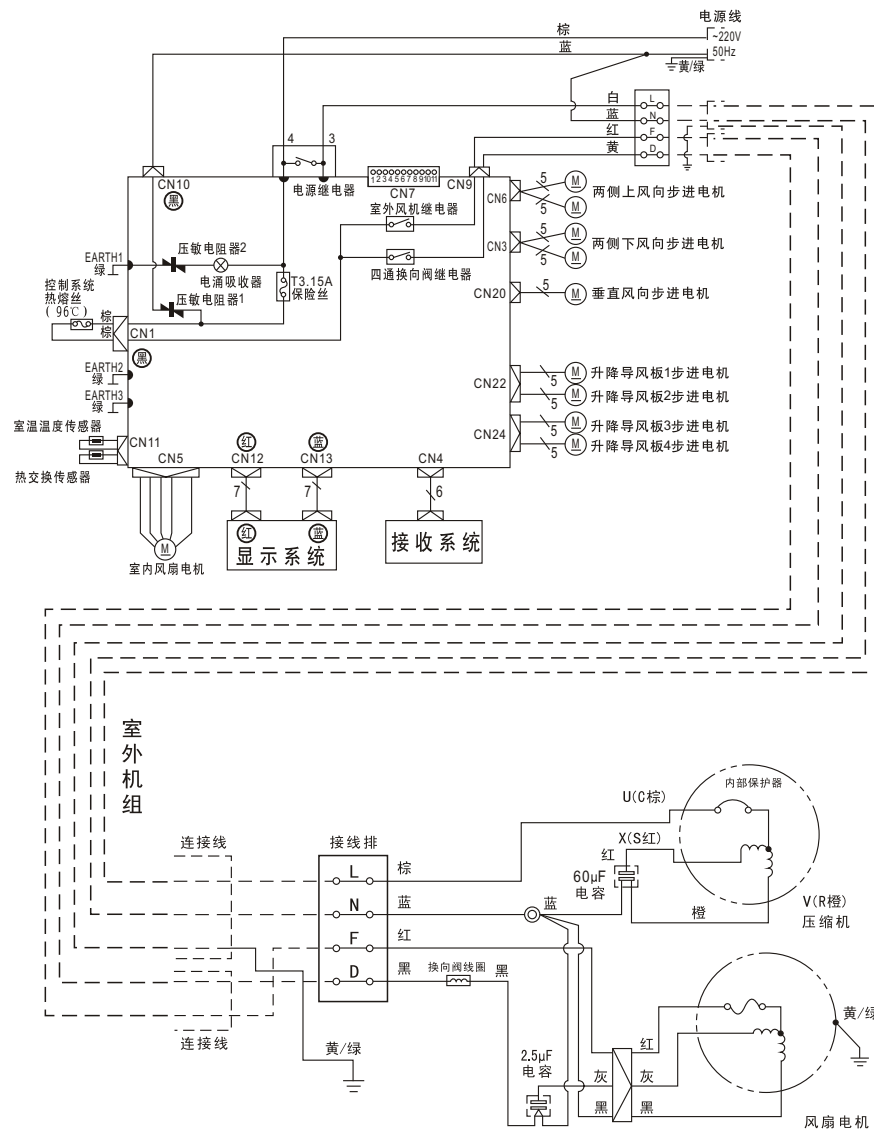 电源线
棕
~220V
蓝
50Hz
黄/绿
白
L
蓝
N
红
F
黄
D
4
3
CN10
黑
电源继电器
1234567891011
CN7
CN9
CN6
5
M
两侧上风向步进电机
5
M
室外风机继电器
EARTH1
绿
压敏电阻器2
电涌吸收器
四通换向阀继电器
CN3
5
M
两侧下风向步进电机
5
M
控制系统
热熔丝
(96℃)
压敏电阻器1
T3.15A
保险丝
CN20
5
M
垂直风向步进电机
棕
棕
CN1
黑
EARTH2
绿
EARTH3
绿
CN22
5
M
升降导风板1步进电机
5
M
升降导风板2步进电机
CN24
5
M
升降导风板3步进电机
5
M
升降导风板4步进电机
室温温度传感器
CN11
热交换传感器
CN5
红
CN12
蓝
CN13
CN4
7
7
6
M
室内风扇电机
红
显示系统
蓝
接收系统
室
外
机
组
连接线
接线排
L
棕
N
蓝
F
红
D
黑
换向阀线圈
黑
连接线
黄/绿
蓝
U(C棕)
内部保护器
X(S红)
红
60μF
电容
橙
V(R橙)
压缩机
2.5μF
电容
红
灰
灰
黑
黑
黄/绿
风扇电机